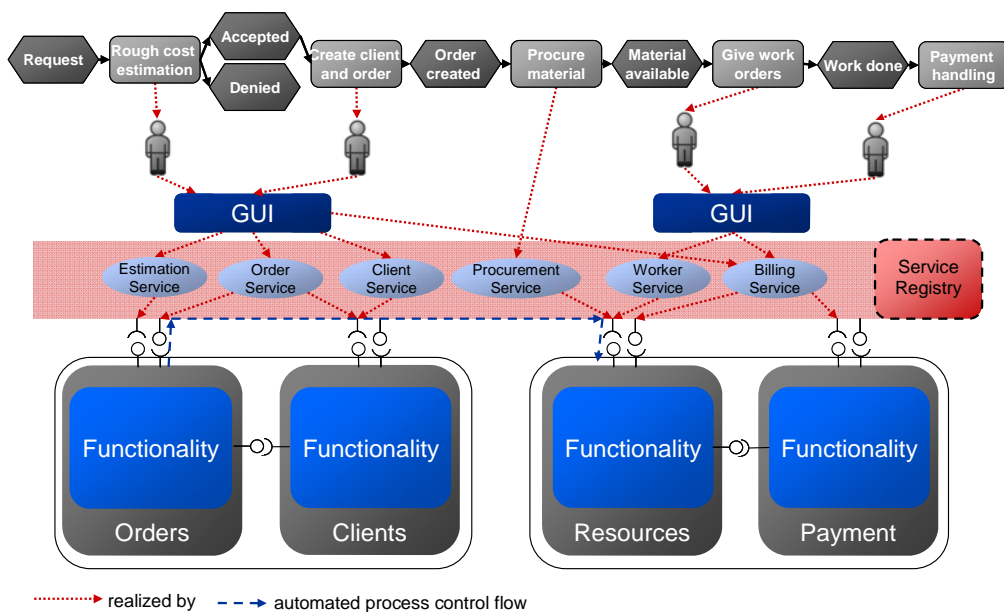 Request
Rough cost
estimation
Accepted
Denied
Create client
and order
Order
created
Procure
material
Material
available
Give work
orders
Work done
Payment
handling
GUI
GUI
Estimation
Service
Order
Service
Client
Service
Procurement
Service
Worker
Service
Billing
Service
Service
Registry
Functionality
Functionality
Functionality
Functionality
Orders
Clients
Resources
Payment
realized by
automated process control flow